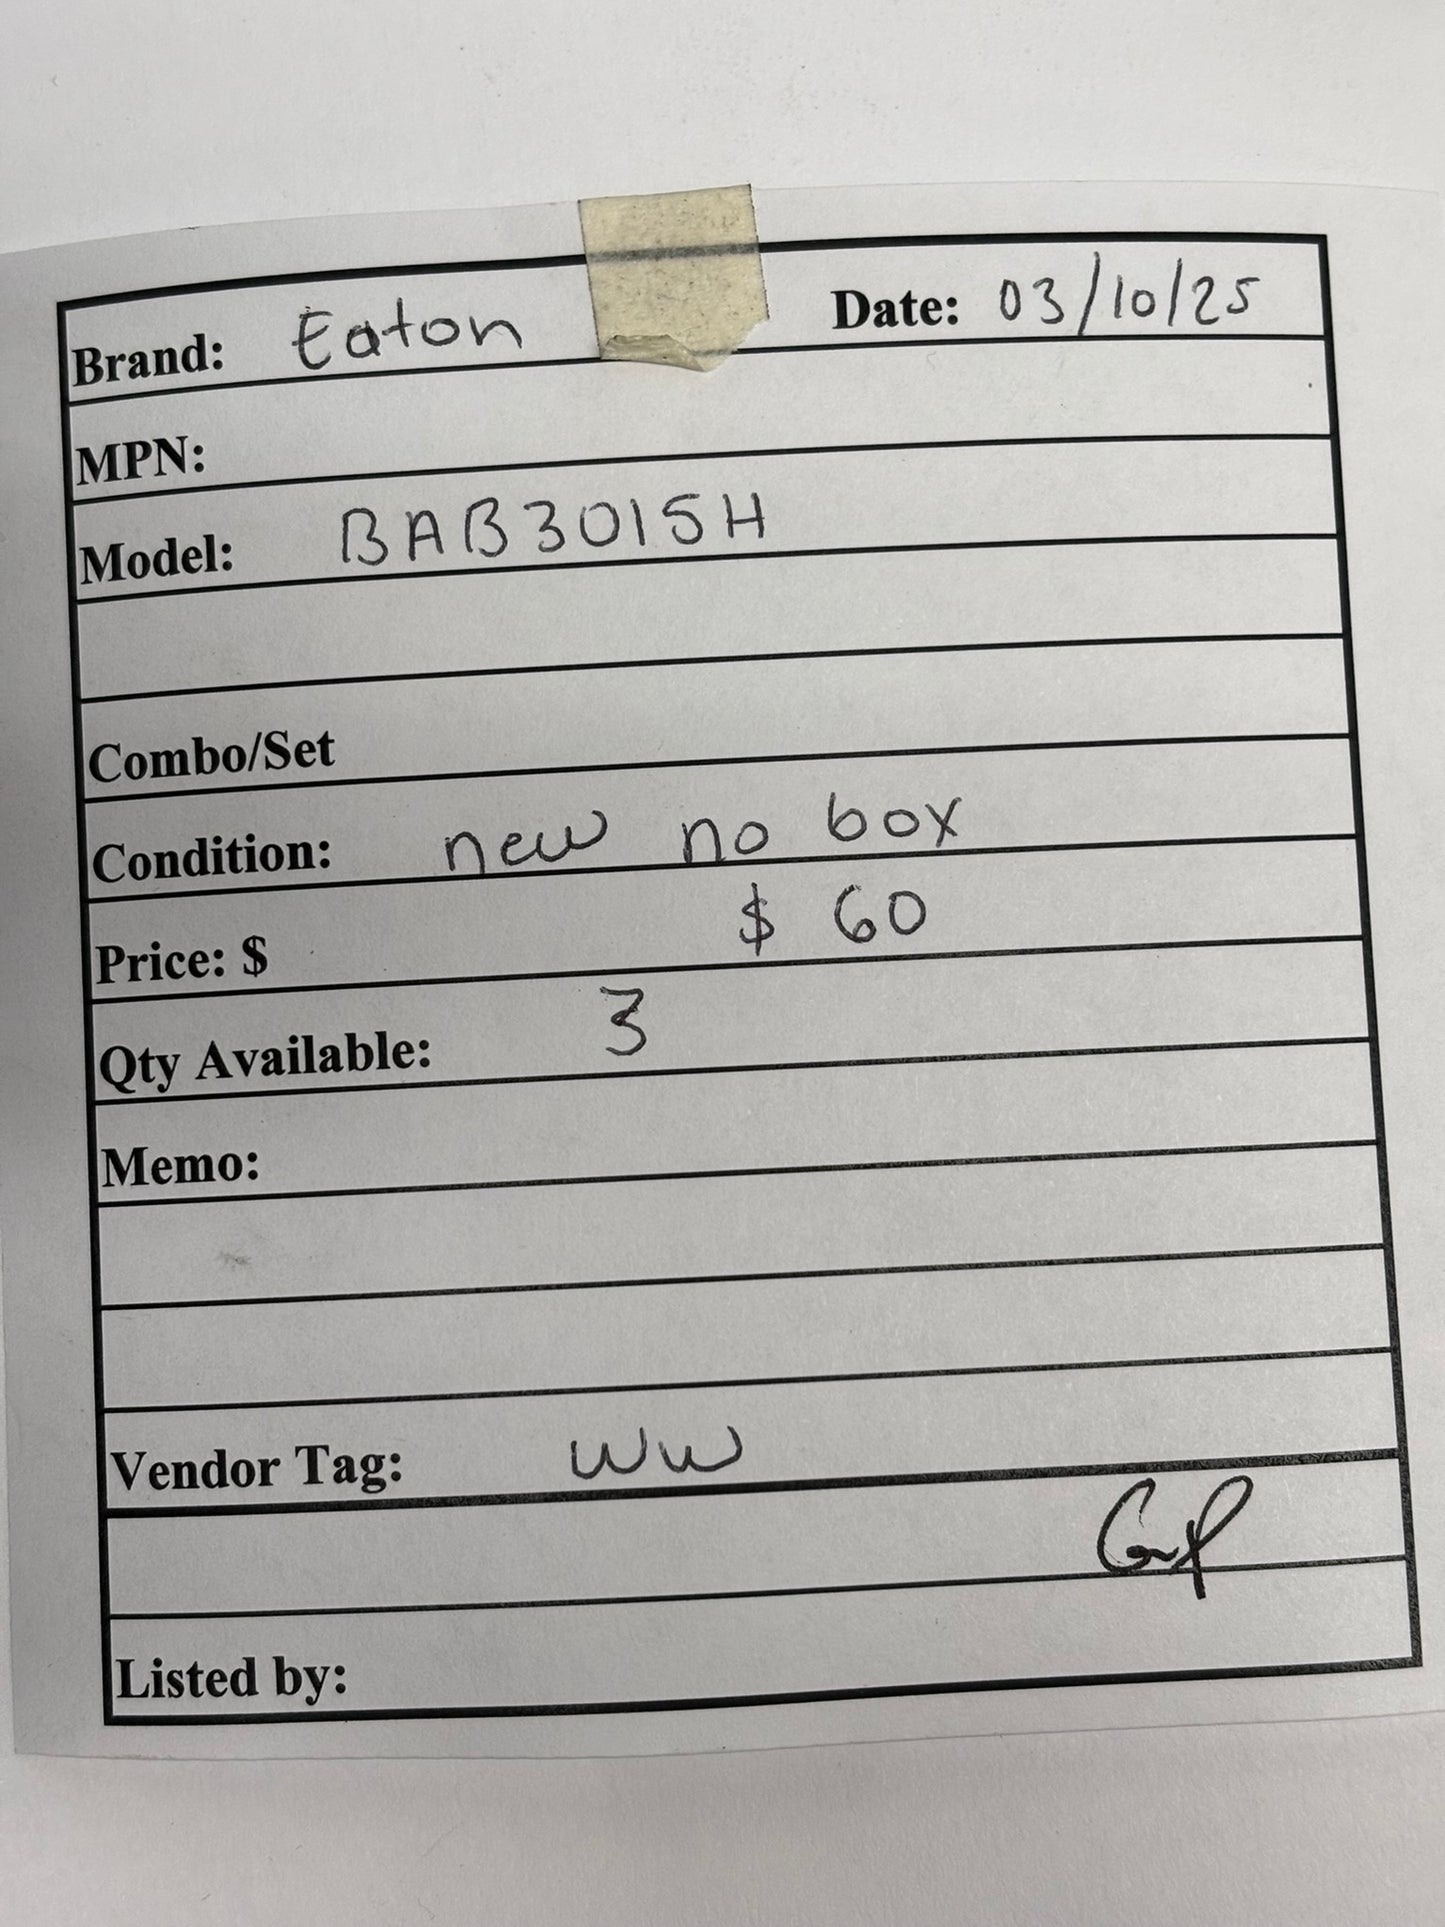 Brand: Eaton Date: 03/10/25
MPN:
Model: BAB3015H
Combo/Set
Condition: new no box
Price: $ $ 60
Qty Available: 3
Memo:
Vendor Tag: WW
Listed by: